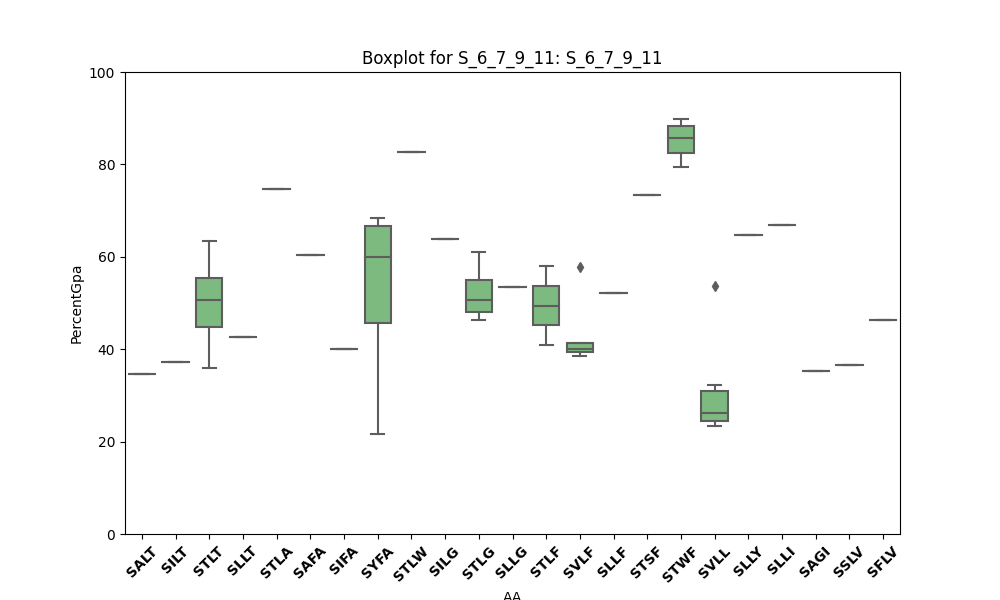 Boxplot for S_6_7_9_11: S_6_7_9_11
PercentGpa
100
80
60
40
20
0
SALT SILT STLT SLLT STLA SAFA SIFA SYFA STLW SILG STLG SLLG STLF SVLF SLLF STSF STWF SVLL SLLY SLLI SAGI SSLV SFLV
AA